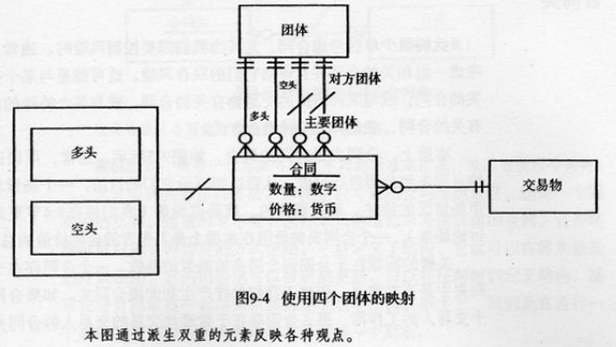 团体
空头
对方团体
多头
主要团体
多头
空头
合同
数量：数字
价格：货币
交易物
图9-4 使用四个团体的映射
本图通过派生双重的元素反映各种观点。